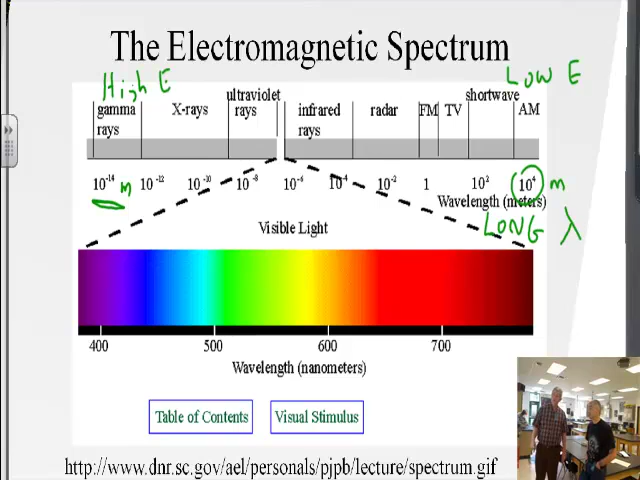 The Electromagnetic Spectrum
High E
LOW E
gamma rays
X-rays
ultraviolet rays
infrared rays
radar
FM
TV
shortwave
AM
10⁻¹⁴ m 10⁻¹² 10⁻¹⁰ 10⁻⁸ 10⁻⁶ 10⁻⁴ 10⁻² 1 10² 10⁴ m
Wavelength (meters)
LONG λ
Visible Light
400 500 600 700
Wavelength (nanometers)
Table of Contents
Visual Stimulus
http://www.dnr.sc.gov/ael/personals/pjpb/lecture/spectrum.gif